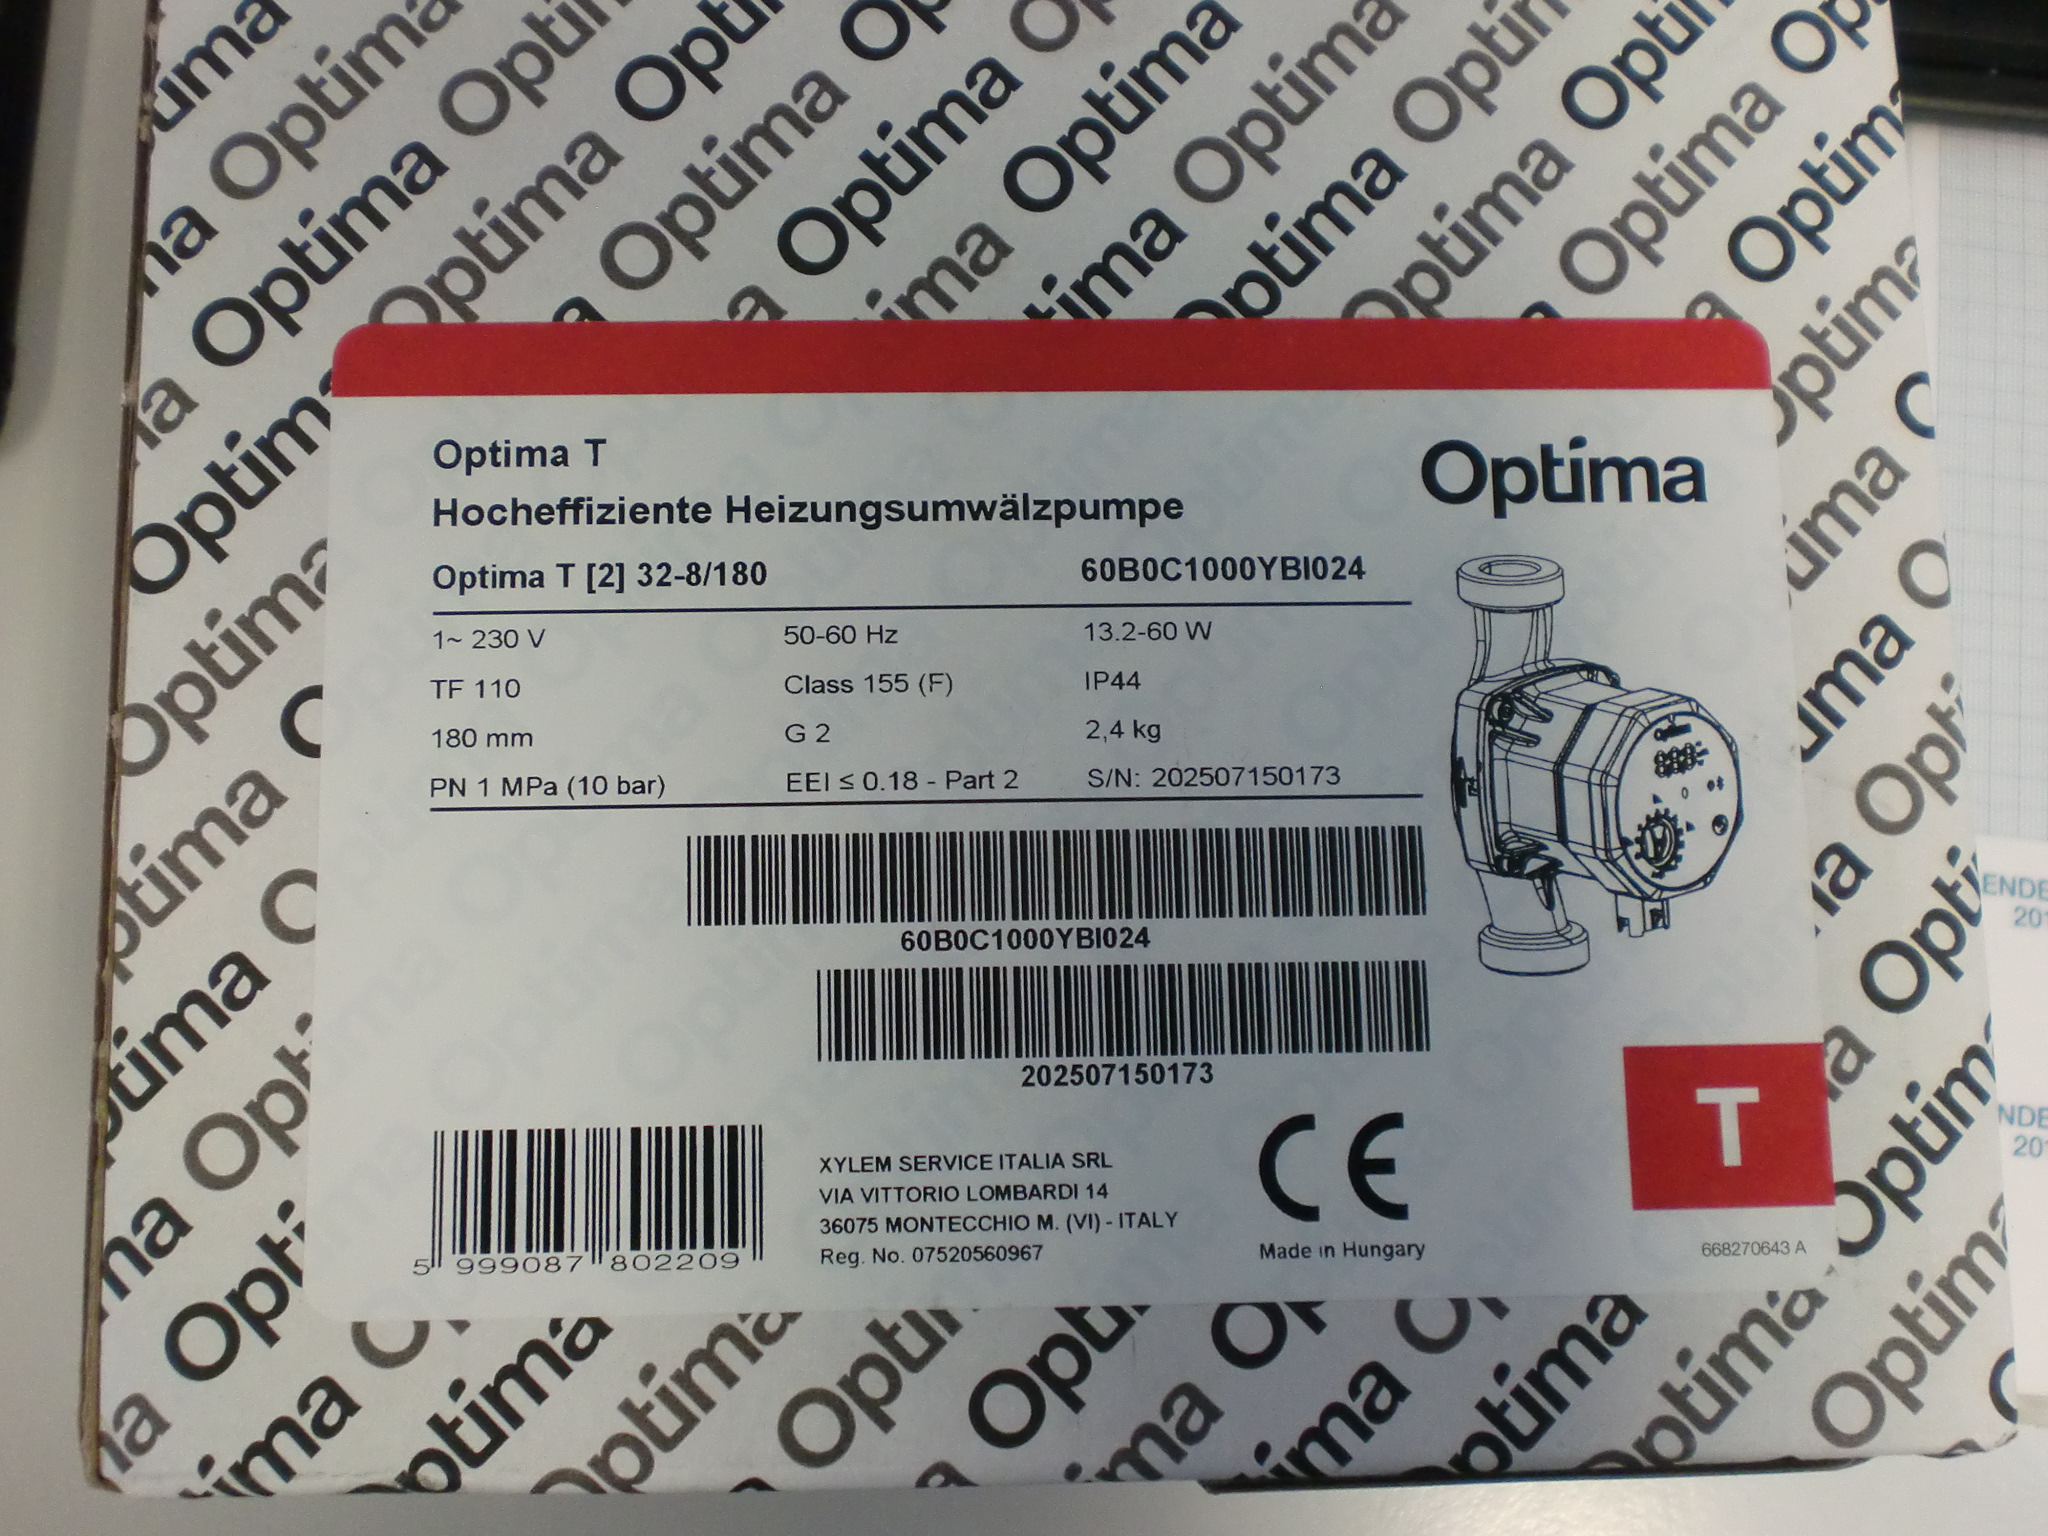 Optima T
Optima
Hocheffiziente Heizungsumwälzpumpe
Optima T [2] 32-8/180 60B0C1000YBI024
1~ 230 V 50-60 Hz 13.2-60 W
TF 110 Class 155 (F) IP44
180 mm G 2 2,4 kg
PN 1 MPa (10 bar) EEI ≤ 0.18 - Part 2 S/N: 202507150173
60B0C1000YBI024
202507150173
T
5 999087 802209
XYLEM SERVICE ITALIA SRL
VIA VITTORIO LOMBARDI 14
36075 MONTECCHIO M. (VI) - ITALY
Reg. No. 07520560967
CE
Made in Hungary
668270643 A